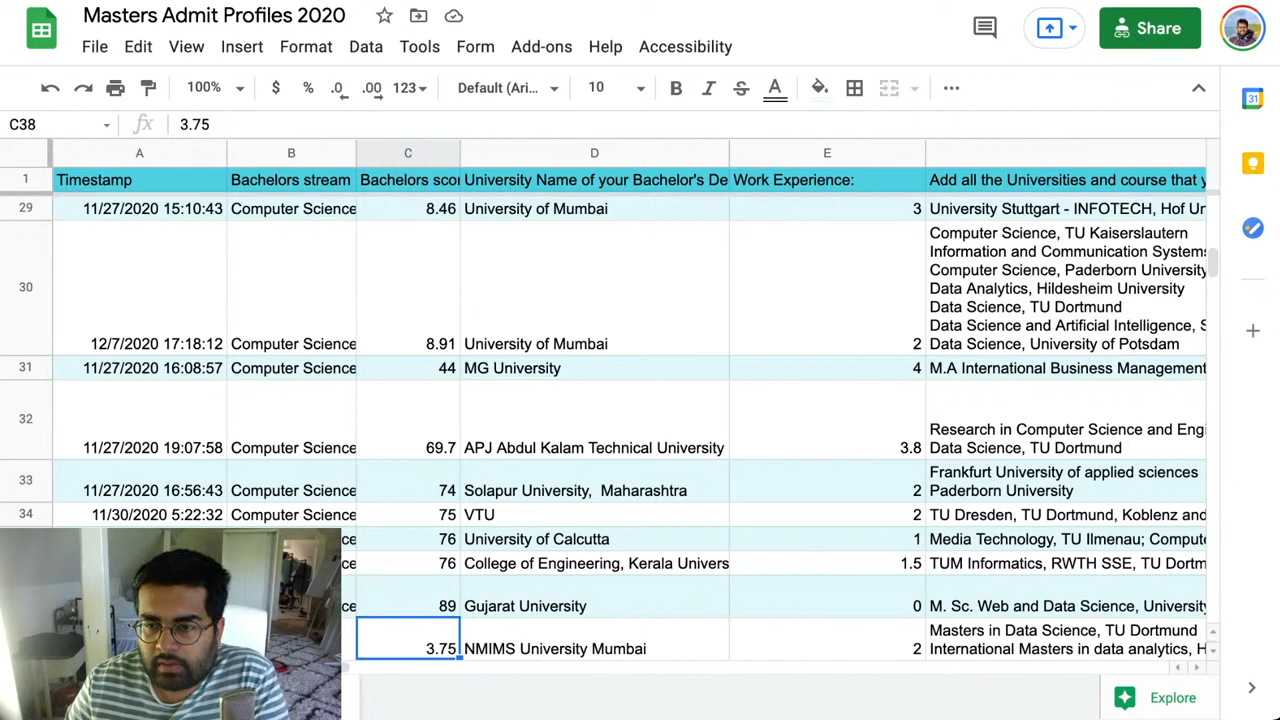 Masters Admit Profiles 2020
File Edit View Insert Format Data Tools Form Add-ons Help Accessibility
Share
100% $ % .0 .00 123 Default (Ari... 10 B I S A
C38 fx 3.75
A B C D E
1 Timestamp Bachelors stream Bachelors scor University Name of your Bachelor's De Work Experience: Add all the Universities and course that y
29 11/27/2020 15:10:43 Computer Science 8.46 University of Mumbai 3 University Stuttgart - INFOTECH, Hof Un
Computer Science, TU Kaiserslautern
Information and Communication Systems
Computer Science, Paderborn University
30 Data Analytics, Hildesheim University
Data Science, TU Dortmund
Data Science and Artificial Intelligence, S
12/7/2020 17:18:12 Computer Science 8.91 University of Mumbai 2 Data Science, University of Potsdam
31 11/27/2020 16:08:57 Computer Science 44 MG University 4 M.A International Business Management
32 Research in Computer Science and Engi
11/27/2020 19:07:58 Computer Science 69.7 APJ Abdul Kalam Technical University 3.8 Data Science, TU Dortmund
33 Frankfurt University of applied sciences
11/27/2020 16:56:43 Computer Science 74 Solapur University, Maharashtra 2 Paderborn University
34 11/30/2020 5:22:32 Computer Science 75 VTU 2 TU Dresden, TU Dortmund, Koblenz and
ce 76 University of Calcutta 1 Media Technology, TU Ilmenau; Compute
ce 76 College of Engineering, Kerala Univers 1.5 TUM Informatics, RWTH SSE, TU Dortm
ce 89 Gujarat University 0 M. Sc. Web and Data Science, University
Masters in Data Science, TU Dortmund
3.75 NMIMS University Mumbai 2 International Masters in data analytics, H
Explore
31